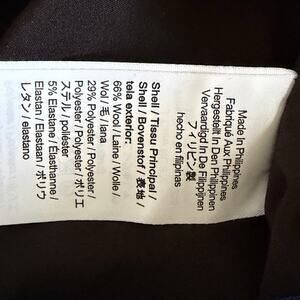 Made In Philippines
Fabriqué Aux Philippines
Hergestellt In Den Philippinen
Vervaardigd In De Filippijnen
フィリピン製
hecho en filipinas
Shell / Tissu Principal /
Shell / Bovenstof / 表地 /
tela exterior:
66% Wool / Laine / Wolle /
Wol / 毛 / lana
29% Polyester / Polyester /
Polyester / Polyester / ポリエ
ステル / poliéster
5% Elastane / Élasthanne /
Elastan / Elastaan / ポリウ
レタン / elastano